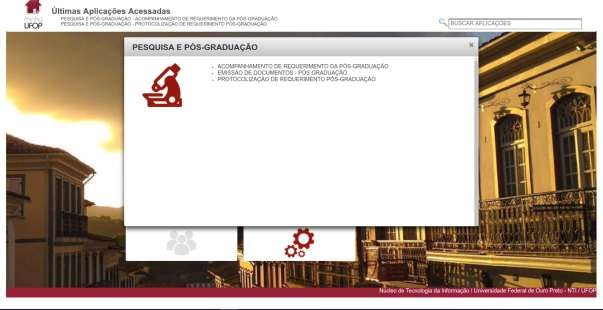 Últimas Aplicações Acessadas
PESQUISA E PÓS-GRADUAÇÃO - ACOMPANHAMENTO DE REQUERIMENTO DA PÓS-GRADUAÇÃO
PESQUISA E PÓS-GRADUAÇÃO - PROTOCOLIZAÇÃO DE REQUERIMENTO PÓS-GRADUAÇÃO
minha
UFOP
BUSCAR APLICAÇÕES
PESQUISA E PÓS-GRADUAÇÃO
×
ACOMPANHAMENTO DE REQUERIMENTO DA PÓS-GRADUAÇÃO
EMISSÃO DE DOCUMENTOS - PÓS GRADUAÇÃO
PROTOCOLIZAÇÃO DE REQUERIMENTO PÓS-GRADUAÇÃO
Núcleo de Tecnologia da Informação / Universidade Federal de Ouro Preto - NTI / UFOP